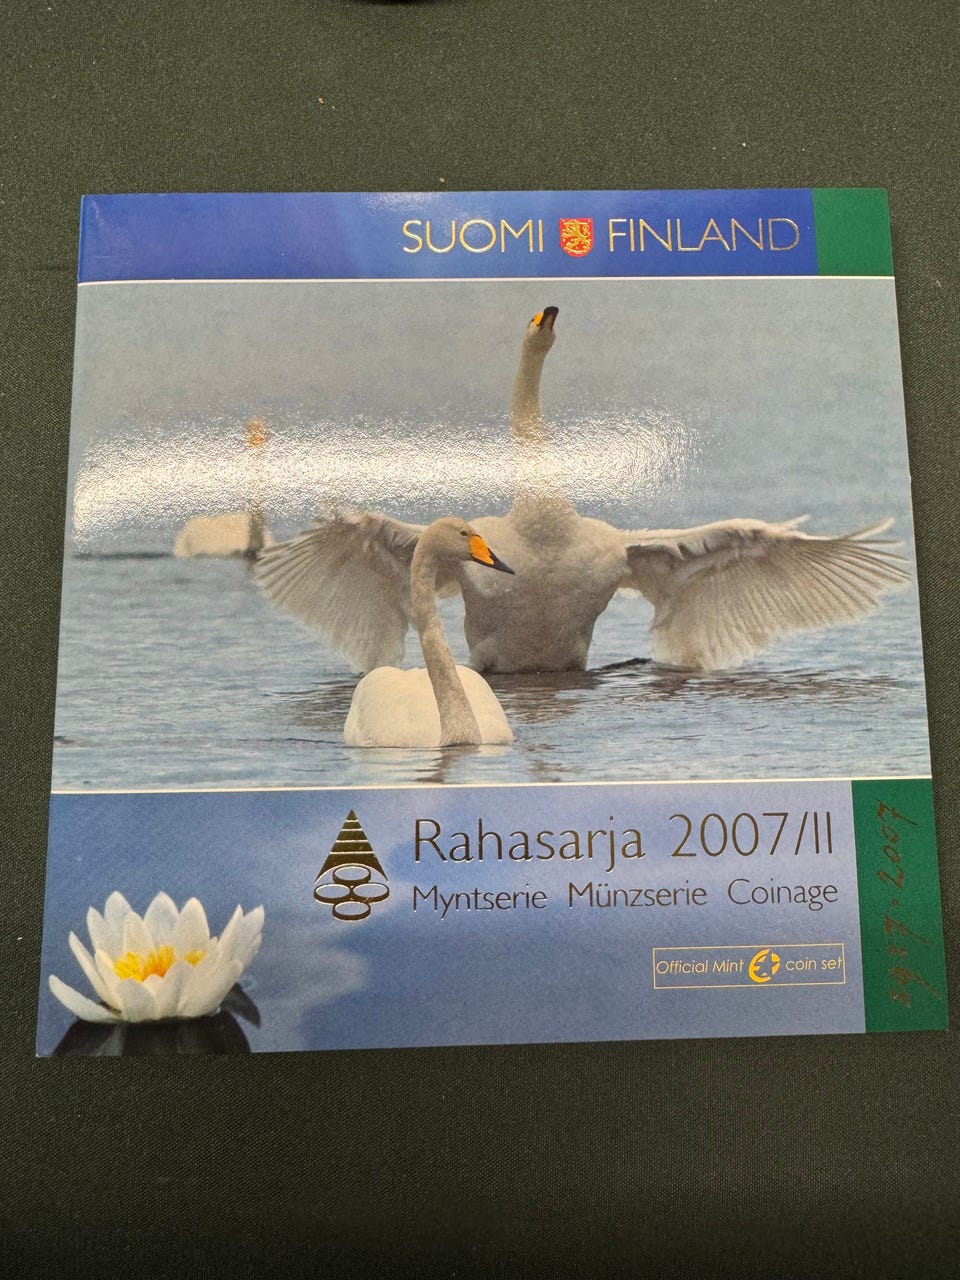 SUOMI FINLAND
Rahasarja 2007/II
Myntserie Münzserie Coinage
Official Mint coin set
1917-2007